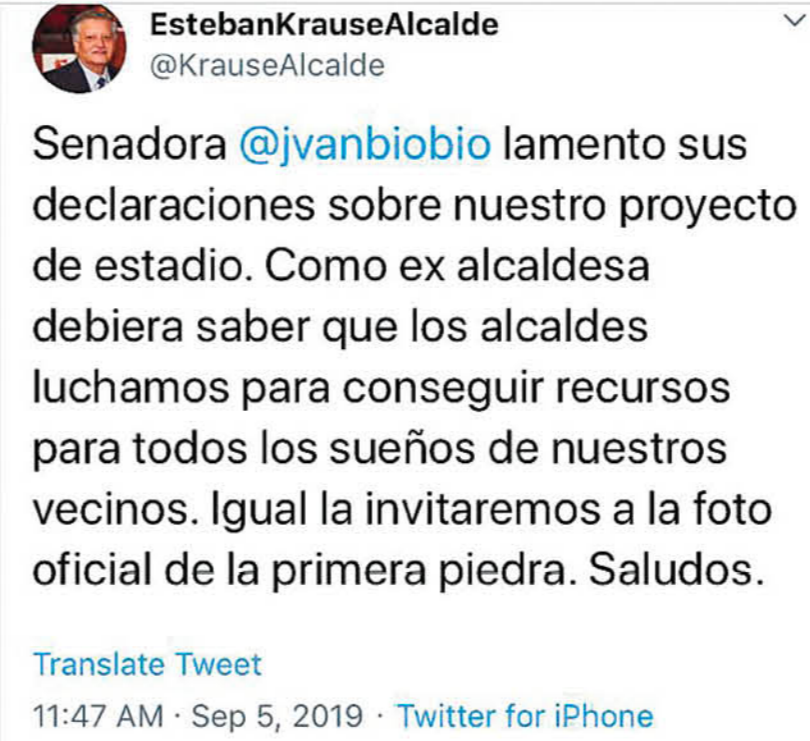 EstebanKrauseAlcalde
@KrauseAlcalde
Senadora @jvanbiobio lamento sus
declaraciones sobre nuestro proyecto
de estadio. Como ex alcaldesa
debiera saber que los alcaldes
luchamos para conseguir recursos
para todos los sueños de nuestros
vecinos. Igual la invitaremos a la foto
oficial de la primera piedra. Saludos.
Translate Tweet
11:47 AM · Sep 5, 2019 · Twitter for iPhone